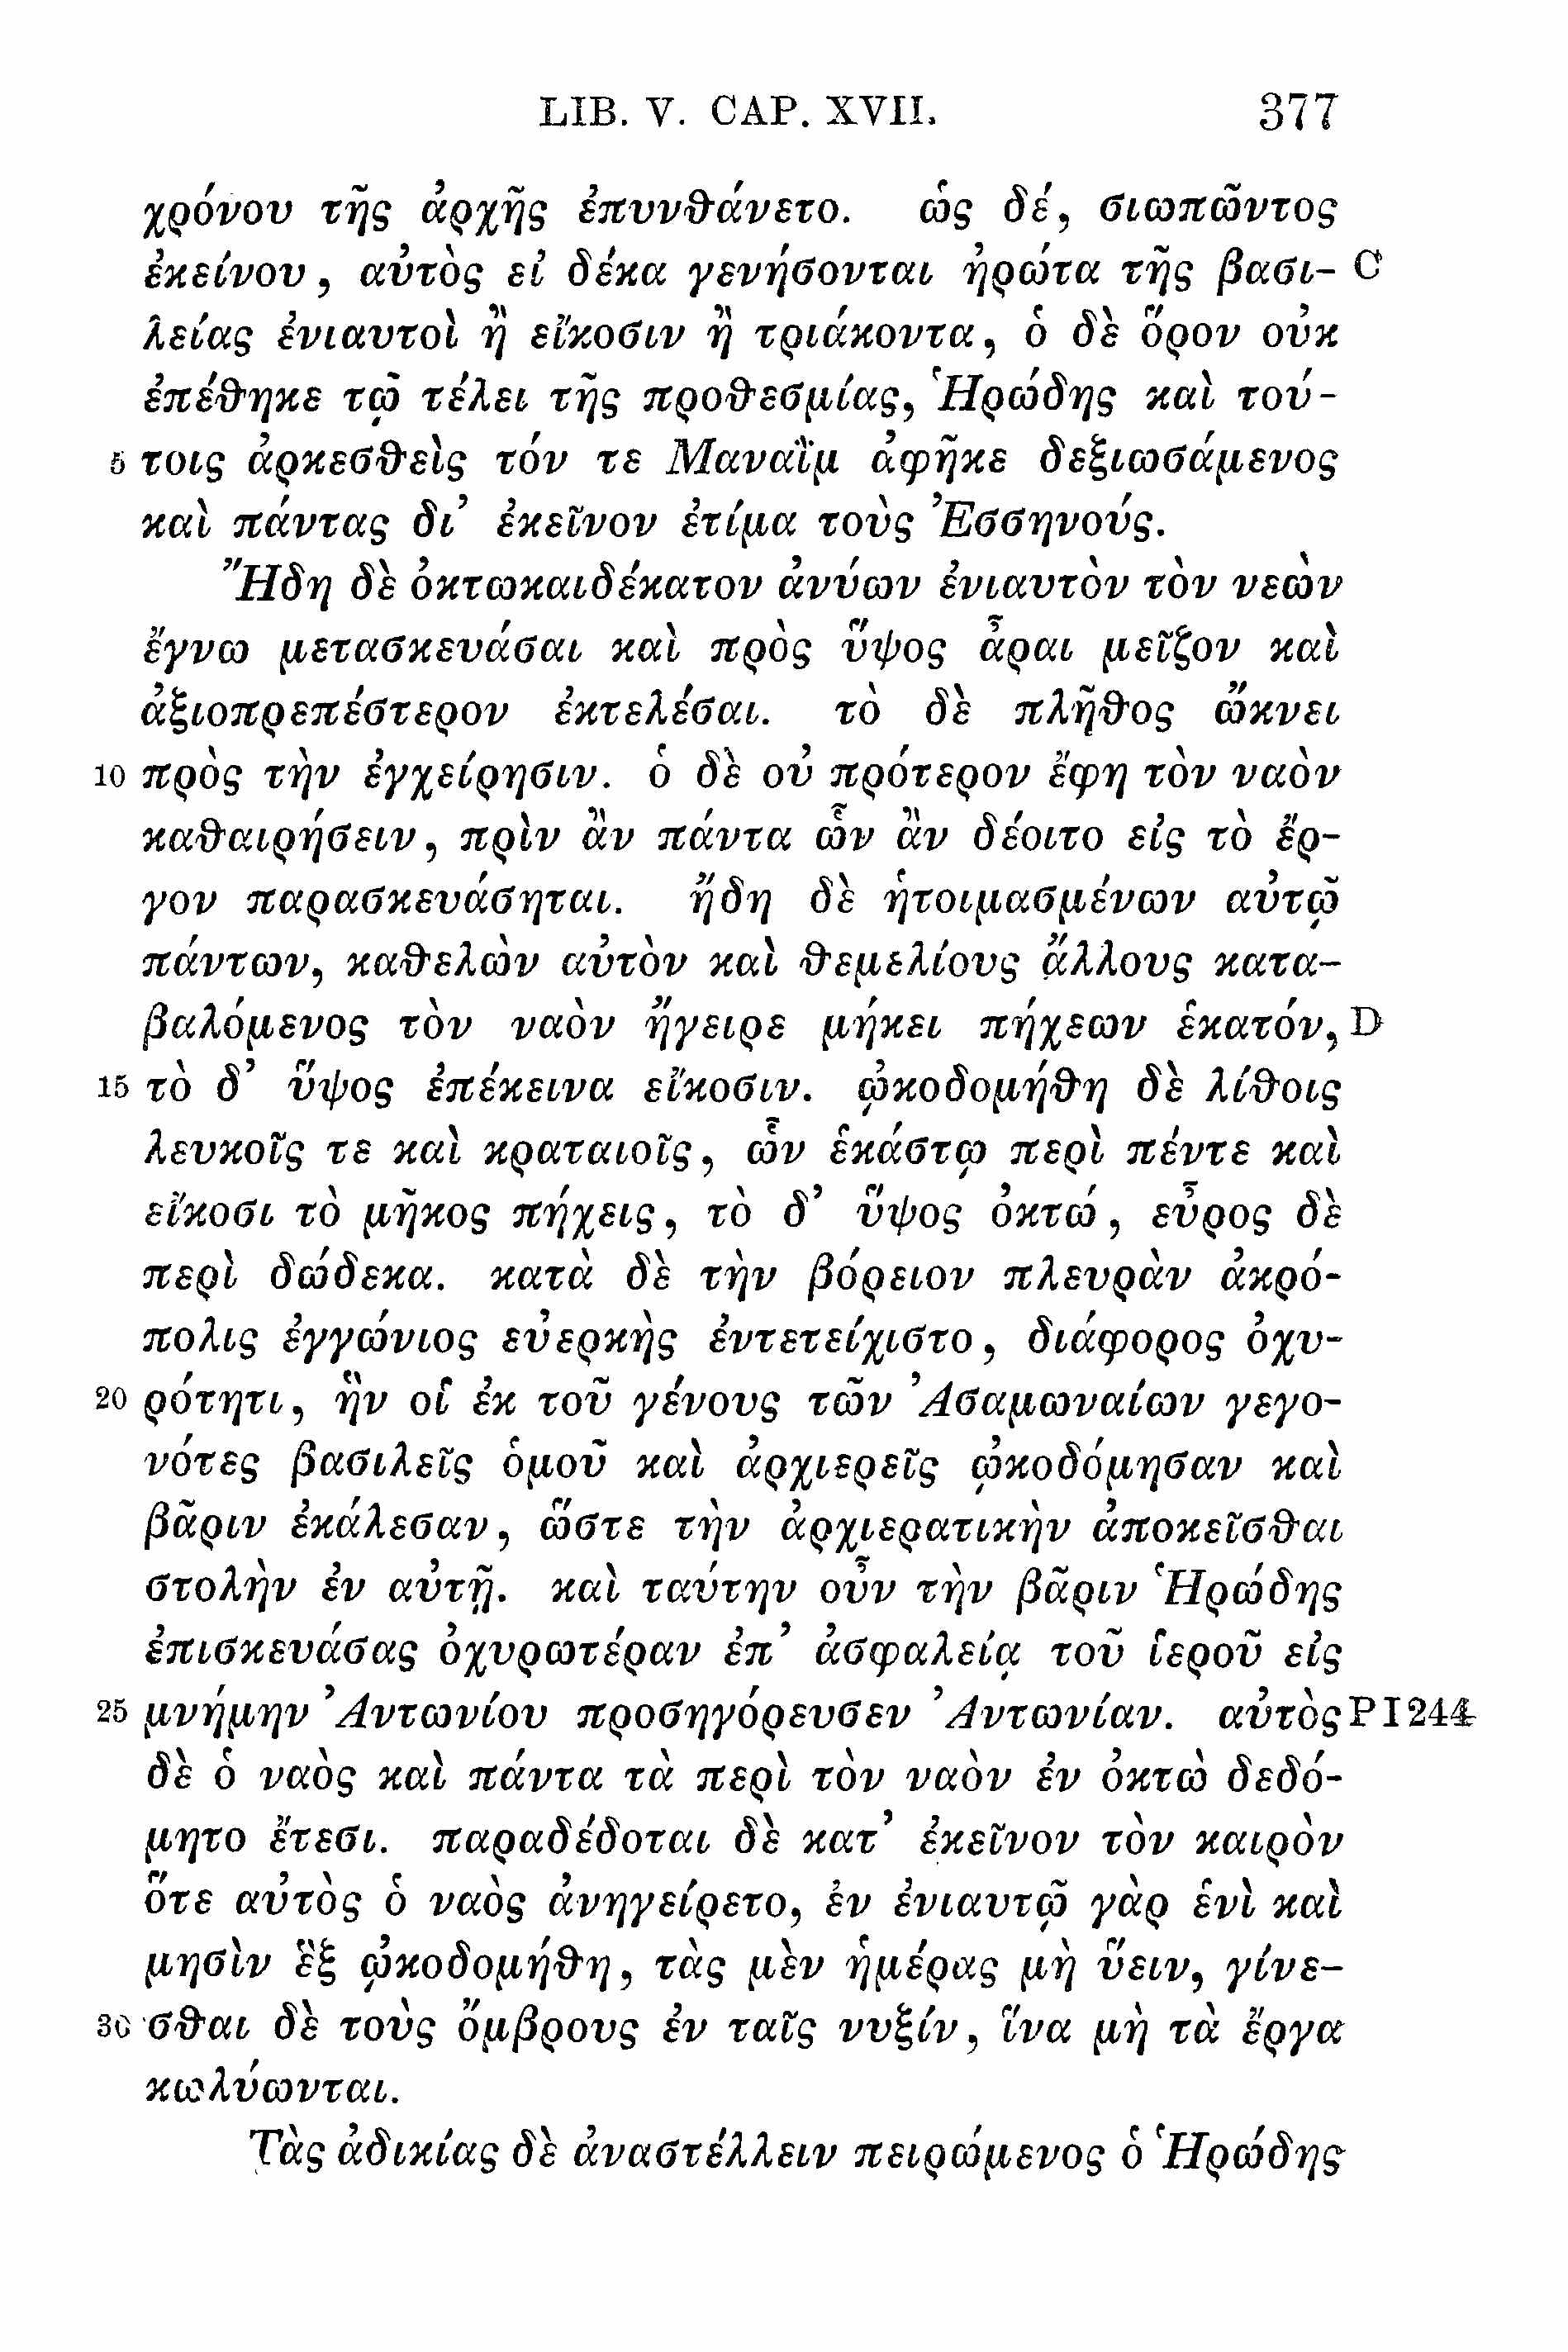 LIB. V. CAP. XVII. 377
χρόνου τῆς ἀρχῆς ἐπυνθάνετο. ὡς δέ, σιωπῶντος
ἐκείνου, αὐτὸς εἰ δέκα γενήσονται ἠρώτα τῆς βασι- C
λείας ἐνιαυτοὶ ἢ εἴκοσιν ἢ τριάκοντα, ὁ δὲ ὅρον οὐκ
ἐπέθηκε τῷ τέλει τῆς προθεσμίας, Ἡρώδης καὶ τού-
5 τοις ἀρκεσθεὶς τόν τε Μαναῒμ ἀφῆκε δεξιωσάμενος
καὶ πάντας δι' ἐκεῖνον ἐτίμα τοὺς Ἐσσηνούς.
Ἤδη δὲ ὀκτωκαιδέκατον ἀνύων ἐνιαυτὸν τὸν νεὼν
ἔγνω μετασκευάσαι καὶ πρὸς ὕψος ἆραι μεῖζον καὶ
ἀξιοπρεπέστερον ἐκτελέσαι. τὸ δὲ πλῆθος ὤκνει
10 πρὸς τὴν ἐγχείρησιν. ὁ δὲ οὐ πρότερον ἔφη τὸν ναὸν
καθαιρήσειν, πρὶν ἂν πάντα ὧν ἂν δέοιτο εἰς τὸ ἔρ-
γον παρασκευάσηται. ἤδη δὲ ἡτοιμασμένων αὐτῷ
πάντων, καθελὼν αὐτὸν καὶ θεμελίους ἄλλους κατα-
βαλόμενος τὸν ναὸν ἤγειρε μήκει πήχεων ἑκατόν, D
15 τὸ δ' ὕψος ἐπέκεινα εἴκοσιν. ᾠκοδομήθη δὲ λίθοις
λευκοῖς τε καὶ κραταιοῖς, ὧν ἑκάστῳ περὶ πέντε καὶ
εἴκοσι τὸ μῆκος πήχεις, τὸ δ' ὕψος ὀκτώ, εὖρος δὲ
περὶ δώδεκα. κατὰ δὲ τὴν βόρειον πλευρὰν ἀκρό-
πολις ἐγγώνιος εὐερκὴς ἐντετείχιστο, διάφορος ὀχυ-
20 ρότητι, ἣν οἱ ἐκ τοῦ γένους τῶν Ἀσαμωναίων γεγο-
νότες βασιλεῖς ὁμοῦ καὶ ἀρχιερεῖς ᾠκοδόμησαν καὶ
βᾶριν ἐκάλεσαν, ὥστε τὴν ἀρχιερατικὴν ἀποκεῖσθαι
στολὴν ἐν αὐτῇ. καὶ ταύτην οὖν τὴν βᾶριν Ἡρώδης
ἐπισκευάσας ὀχυρωτέραν ἐπ' ἀσφαλείᾳ τοῦ ἱεροῦ εἰς
25 μνήμην Ἀντωνίου προσηγόρευσεν Ἀντωνίαν. αὐτὸς P I 244
δὲ ὁ ναὸς καὶ πάντα τὰ περὶ τὸν ναὸν ἐν ὀκτὼ δεδό-
μητο ἔτεσι. παραδέδοται δὲ κατ' ἐκεῖνον τὸν καιρὸν
ὅτε αὐτὸς ὁ ναὸς ἀνηγείρετο, ἐν ἐνιαυτῷ γὰρ ἑνὶ καὶ
μησὶν ἓξ ᾠκοδομήθη, τὰς μὲν ἡμέρας μὴ ὕειν, γίνε-
30 σθαι δὲ τοὺς ὄμβρους ἐν ταῖς νυξίν, ἵνα μὴ τὰ ἔργα
κωλύωνται.
Τὰς ἀδικίας δὲ ἀναστέλλειν πειρώμενος ὁ Ἡρώδης